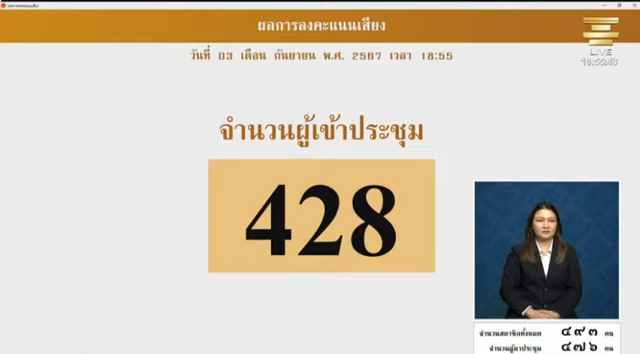 ผลการลงคะแนนเสียง
วันที่ 03 เดือน กันยายน พ.ศ. 2567 เวลา 18:55
LIVE
จำนวนผู้เข้าประชุม
428
จำนวนสมาชิกทั้งหมด ๔๙๓ คน
จำนวนผู้มาประชุม ๔๗๖ คน